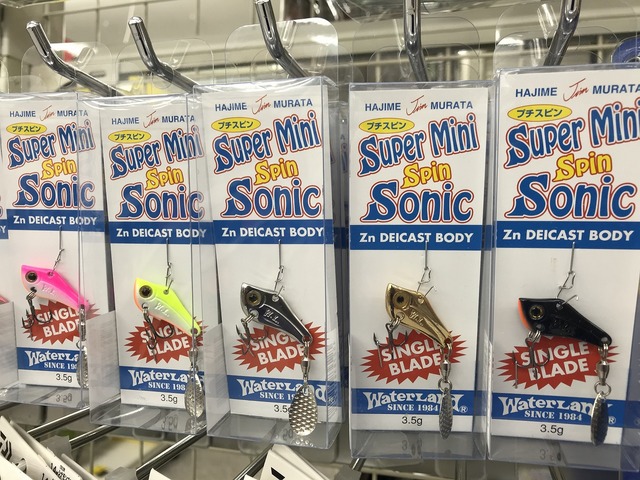 HAJIME Jim MURATA
プチスピン
Super Mini
Spin
Sonic
Zn DEICAST BODY
SINGLE
BLADE
WaterLand
SINCE 198
3.5g
HAJIME Jim MURATA
プチスピン
Super Mini
Spin
Sonic
Zn DEICAST BODY
SINGLE
BLADE
WaterLand
SINCE 198
3.5g
HAJIME Jim MURATA
プチスピン
Super Mini
Spin
Sonic
Zn DEICAST BODY
SINGLE
BLADE
WaterLand
SINCE 1984
3.5g
HAJIME Jim MURATA
プチスピン
Super Mini
Spin
Sonic
Zn DEICAST BODY
SINGLE
BLADE
WaterLand®
SINCE 1984
3.5g
HAJIME Jim MURATA
プチスピン
Super Mini
Spin
Sonic
Zn DEICAST BODY
SINGLE
BLADE
WaterLand®
SINCE 1984
3.5g